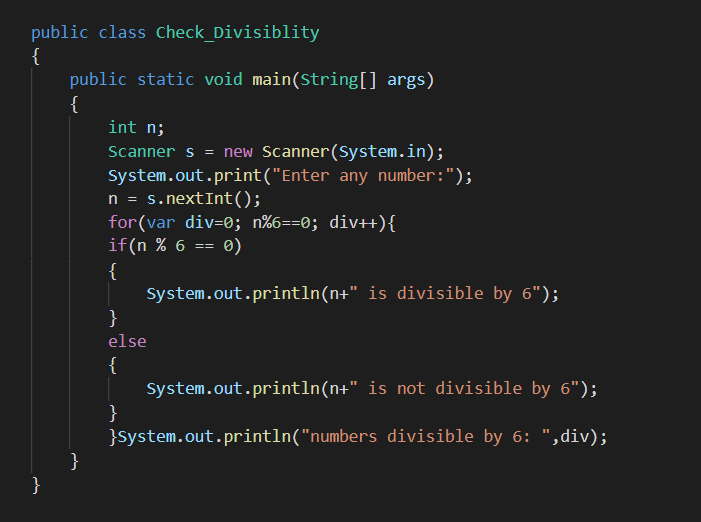 public class Check_Divisiblity
{
public static void main(String[] args)
{
int n;
Scanner s = new Scanner(System.in);
System.out.print("Enter any number:");
n = s.nextInt();
for(var div=0; n%6==0; div++){
if(n % 6 == 0)
{
System.out.println(n+" is divisible by 6");
}
else
{
System.out.println(n+" is not divisible by 6");
}
}System.out.println("numbers divisible by 6: ",div);
}
}